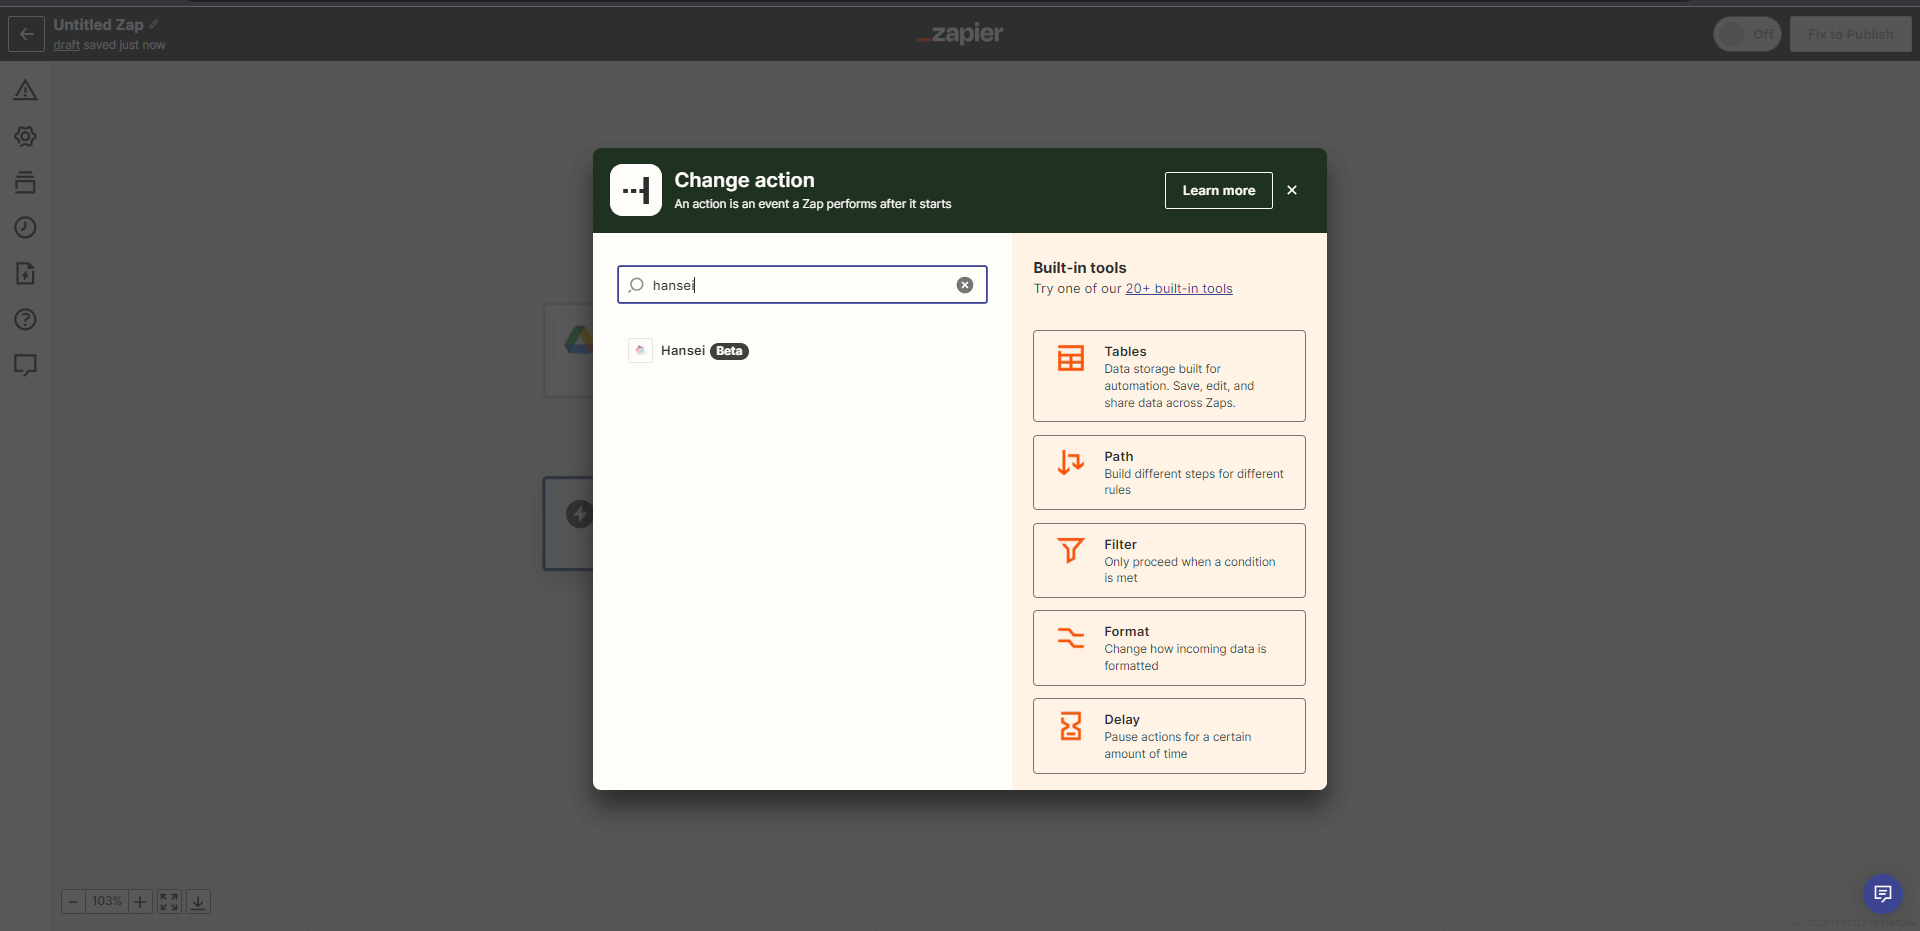 Untitled Zap
draft saved just now
zapier
Off
Fix to Publish
Change action
An action is an event a Zap performs after it starts
Learn more
hansei
Hansei Beta
Built-in tools
Try one of our 20+ built-in tools
Tables
Data storage built for
automation. Save, edit, and
share data across Zaps.
Path
Build different steps for different
rules
Filter
Only proceed when a condition
is met
Format
Change how incoming data is
formatted
Delay
Pause actions for a certain
amount of time
103%